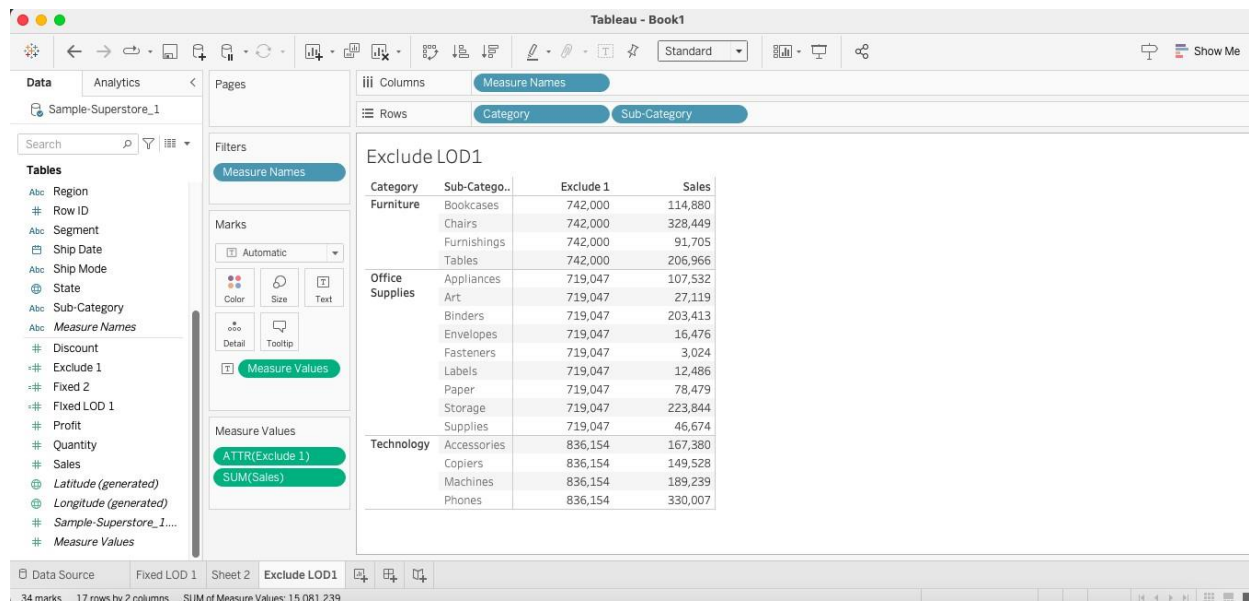 Tableau - Book1
Standard
Show Me
Data
Analytics
Sample-Superstore_1
Search
Tables
Abc Region
# Row ID
Abc Segment
Ship Date
Abc Ship Mode
State
Abc Sub-Category
Abc Measure Names
# Discount
=# Exclude 1
=# Fixed 2
=# FIxed LOD 1
# Profit
# Quantity
# Sales
Latitude (generated)
Longitude (generated)
# Sample-Superstore_1....
# Measure Values
Pages
Filters
Measure Names
Marks
T Automatic
Color Size Text
Detail Tooltip
T Measure Values
Measure Values
ATTR(Exclude 1)
SUM(Sales)
iii Columns Measure Names
Rows Category Sub-Category
Exclude LOD1
Category Sub-Catego.. Exclude 1 Sales
Furniture Bookcases 742,000 114,880
Chairs 742,000 328,449
Furnishings 742,000 91,705
Tables 742,000 206,966
Office Supplies Appliances 719,047 107,532
Art 719,047 27,119
Binders 719,047 203,413
Envelopes 719,047 16,476
Fasteners 719,047 3,024
Labels 719,047 12,486
Paper 719,047 78,479
Storage 719,047 223,844
Supplies 719,047 46,674
Technology Accessories 836,154 167,380
Copiers 836,154 149,528
Machines 836,154 189,239
Phones 836,154 330,007
Data Source Fixed LOD 1 Sheet 2 Exclude LOD1
34 marks 17 rows by 2 columns SUM of Measure Values: 15,081,239